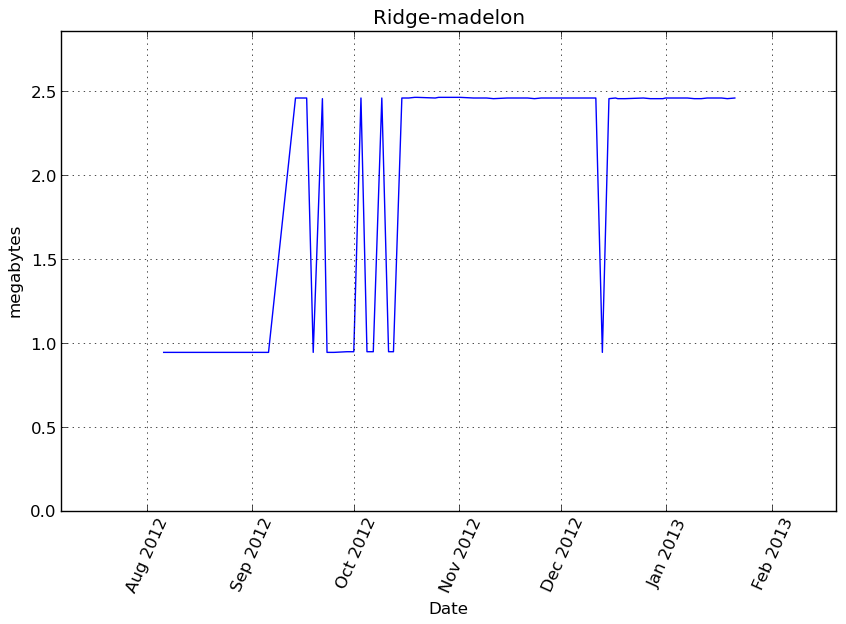 Ridge-madelon
megabytes
2.5
2.0
1.5
1.0
0.5
0.0
Aug 2012
Sep 2012
Oct 2012
Nov 2012
Dec 2012
Jan 2013
Feb 2013
Date